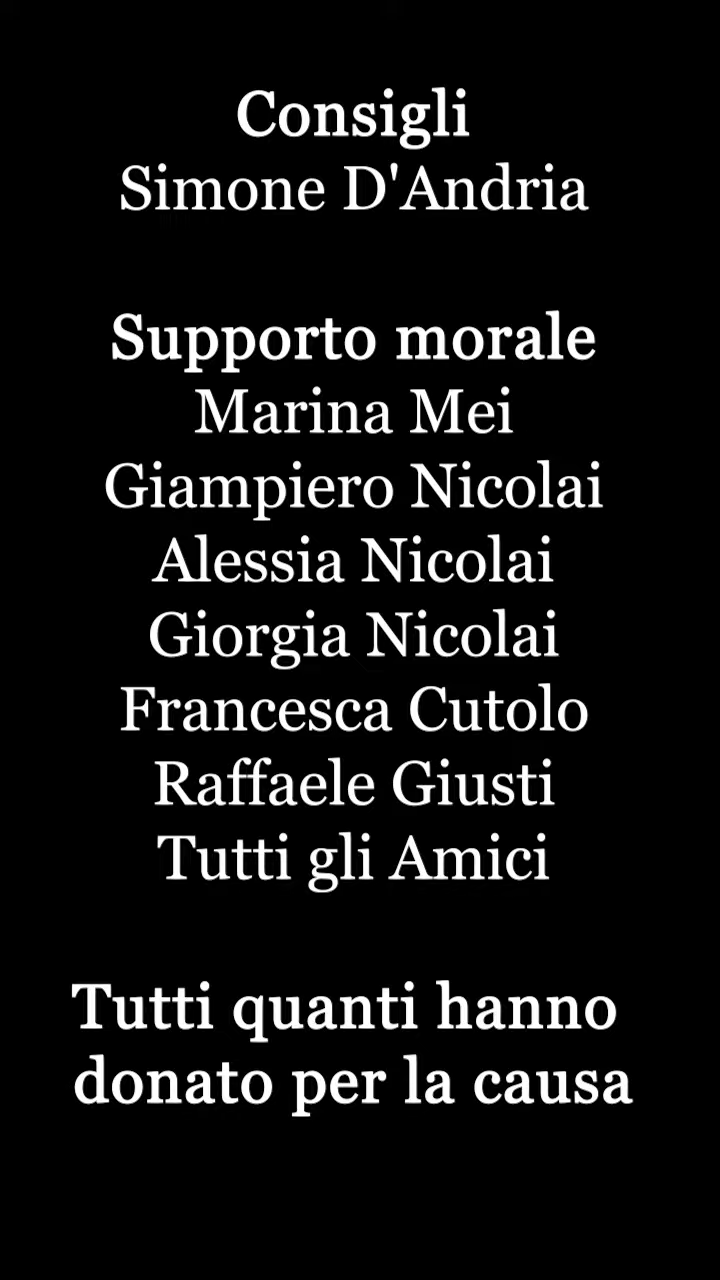 Consigli
Simone D'Andria
Supporto morale
Marina Mei
Giampiero Nicolai
Alessia Nicolai
Giorgia Nicolai
Francesca Cutolo
Raffaele Giusti
Tutti gli Amici
Tutti quanti hanno
donato per la causa